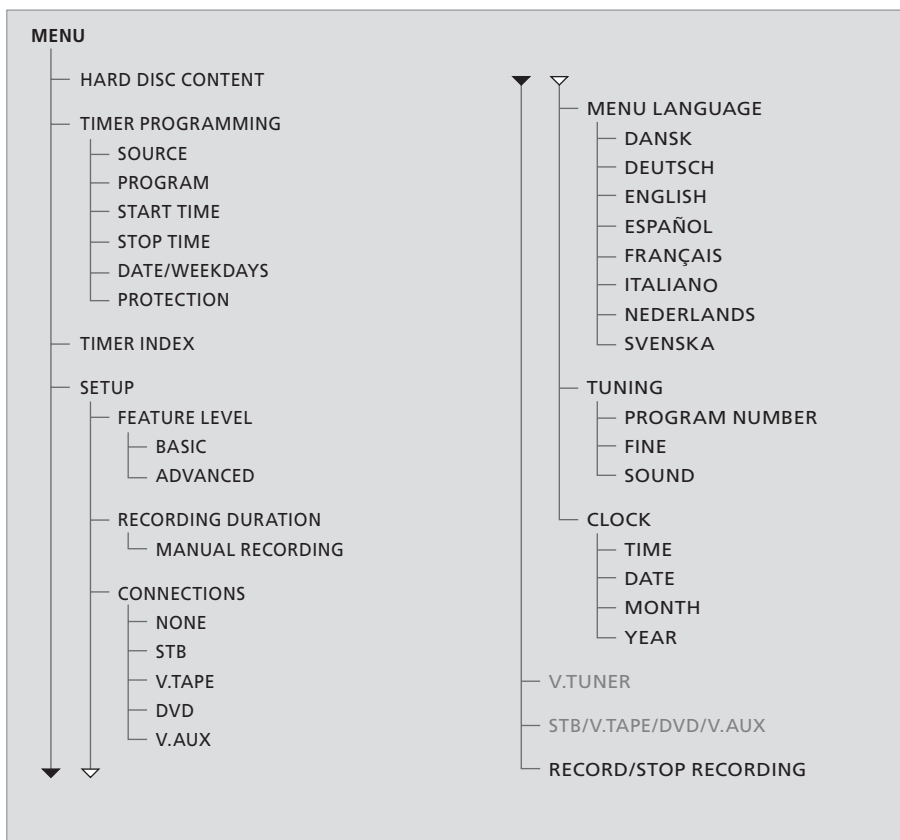 MENU
HARD DISC CONTENT
TIMER PROGRAMMING
SOURCE
PROGRAM
START TIME
STOP TIME
DATE/WEEKDAYS
PROTECTION
TIMER INDEX
SETUP
FEATURE LEVEL
BASIC
ADVANCED
RECORDING DURATION
MANUAL RECORDING
CONNECTIONS
NONE
STB
V.TAPE
DVD
V.AUX
MENU LANGUAGE
DANSK
DEUTSCH
ENGLISH
ESPAÑOL
FRANÇAIS
ITALIANO
NEDERLANDS
SVENSKA
TUNING
PROGRAM NUMBER
FINE
SOUND
CLOCK
TIME
DATE
MONTH
YEAR
V.TUNER
STB/V.TAPE/DVD/V.AUX
RECORD/STOP RECORDING